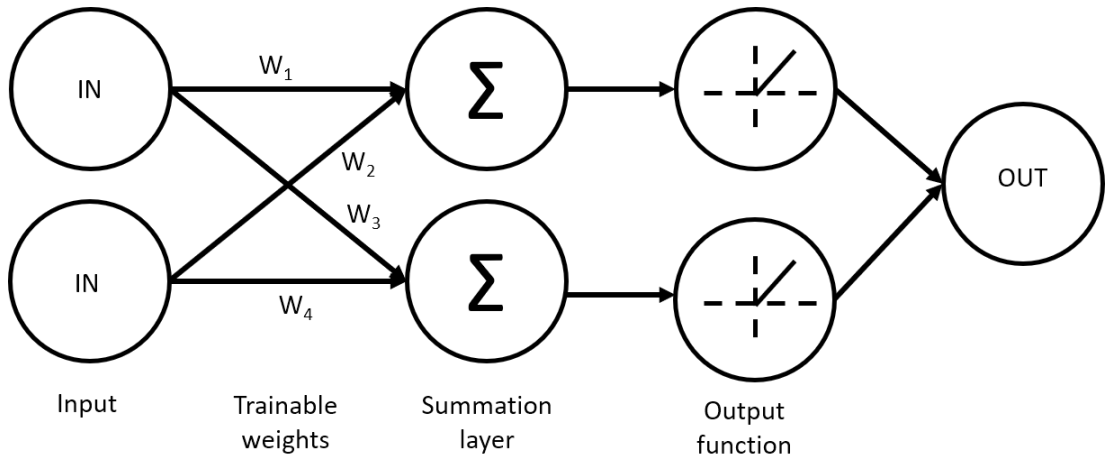 IN
W1
Σ
W2
OUT
W3
IN
Σ
W4
Input
Trainable
weights
Summation
layer
Output
function